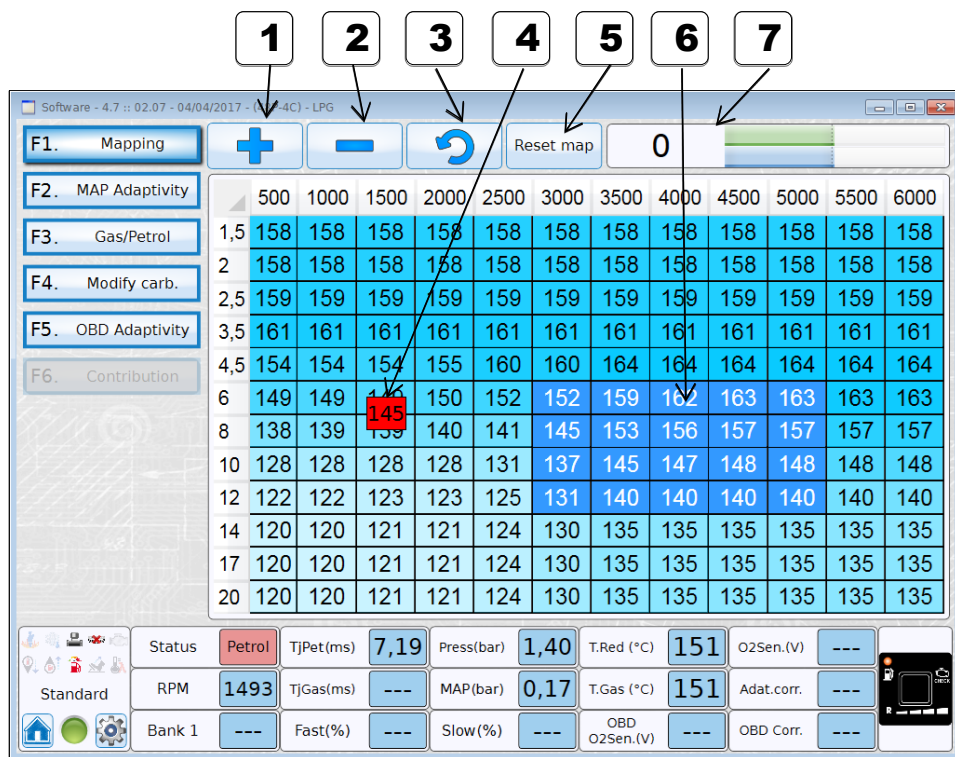 1 2 3 4 5 6 7
Software - 4.7 :: 02.07 - 04/04/2017 - -4C) - LPG
F1. Mapping
Reset map
0
F2. MAP Adaptivity
F3. Gas/Petrol
F4. Modify carb.
F5. OBD Adaptivity
F6. Contribution
500 1000 1500 2000 2500 3000 3500 4000 4500 5000 5500 6000
1,5 158 158 158 158 158 158 158 158 158 158 158 158
2 158 158 158 158 158 158 158 158 158 158 158 158
2,5 159 159 159 159 159 159 159 159 159 159 159 159
3,5 161 161 161 161 161 161 161 161 161 161 161 161
4,5 154 154 154 155 160 160 164 164 164 164 164 164
6 149 149 150 152 152 159 162 163 163 163 163
145
8 138 139 139 140 141 145 153 156 157 157 157 157
10 128 128 128 128 131 137 145 147 148 148 148 148
12 122 122 123 123 125 131 140 140 140 140 140 140
14 120 120 121 121 124 130 135 135 135 135 135 135
17 120 120 121 121 124 130 135 135 135 135 135 135
20 120 120 121 121 124 130 135 135 135 135 135 135
Status Petrol TjPet(ms) 7,19 Press(bar) 1,40 T.Red (°C) 151 O2Sen.(V) ---
Standard
RPM 1493 TjGas(ms) --- MAP(bar) 0,17 T.Gas (°C) 151 Adat.corr. ---
Bank 1 --- Fast(%) --- Slow(%) --- OBD O2Sen.(V) --- OBD Corr. ---
CHECK
R